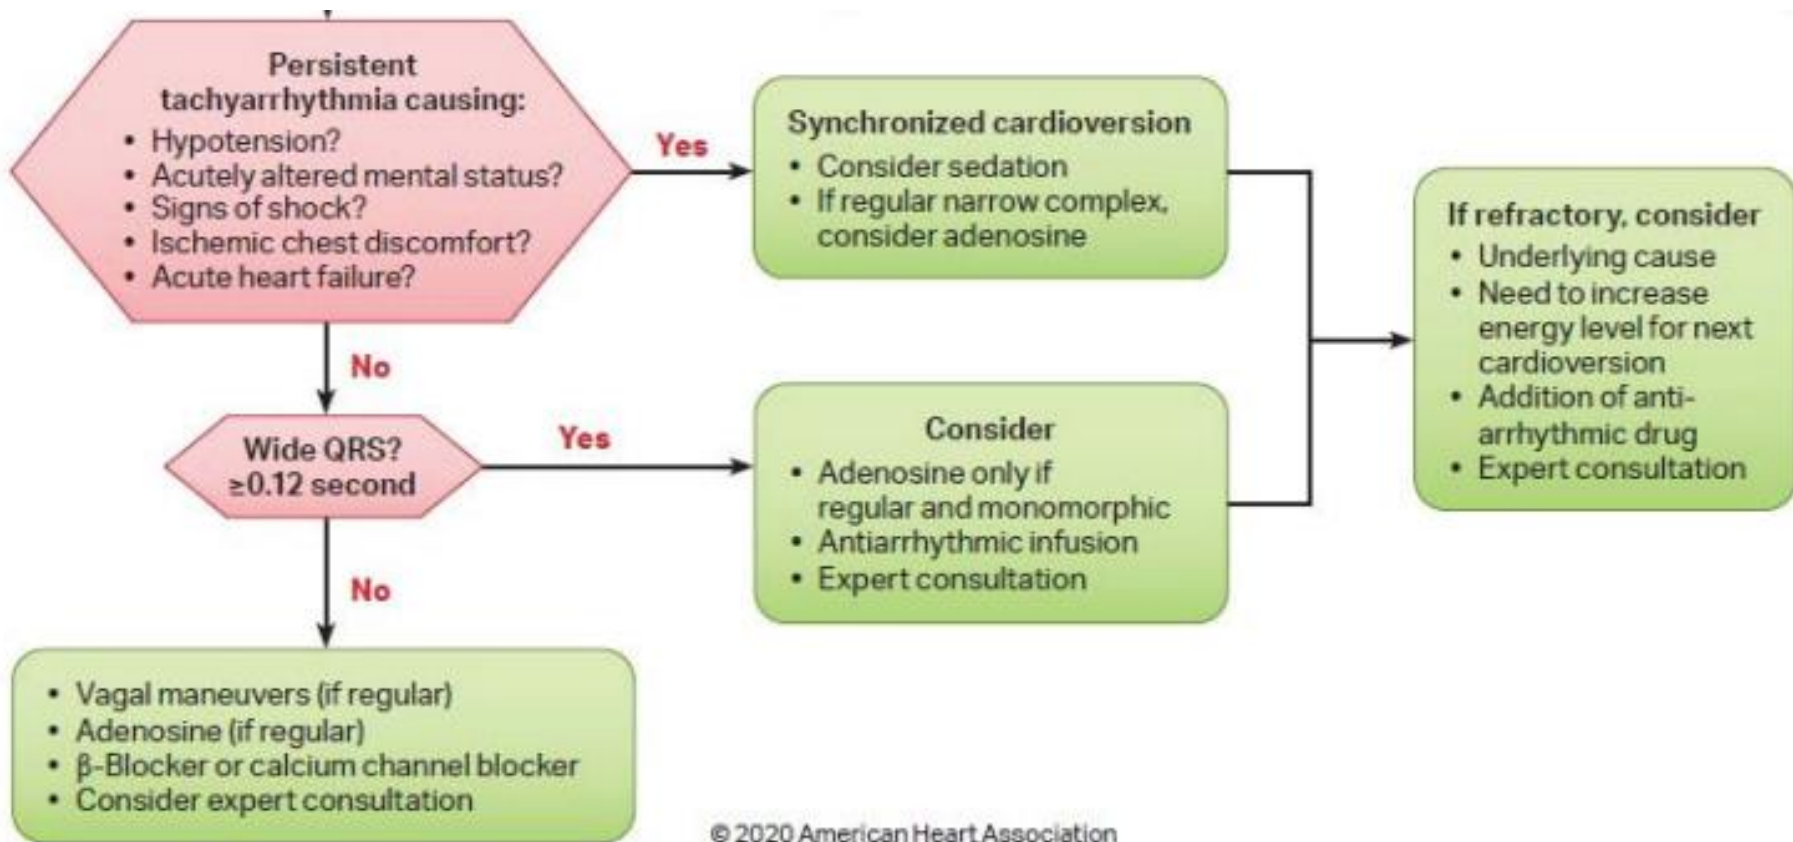 Persistent
tachyarrhythmia causing:
• Hypotension?
• Acutely altered mental status?
• Signs of shock?
• Ischemic chest discomfort?
• Acute heart failure?
Yes
Synchronized cardioversion
• Consider sedation
• If regular narrow complex,
consider adenosine
If refractory, consider
• Underlying cause
• Need to increase
energy level for next
cardioversion
• Addition of anti-
arrhythmic drug
• Expert consultation
No
Wide QRS?
≥0.12 second
Yes
Consider
• Adenosine only if
regular and monomorphic
• Antiarrhythmic infusion
• Expert consultation
No
• Vagal maneuvers (if regular)
• Adenosine (if regular)
• β-Blocker or calcium channel blocker
• Consider expert consultation
© 2020 American Heart Association